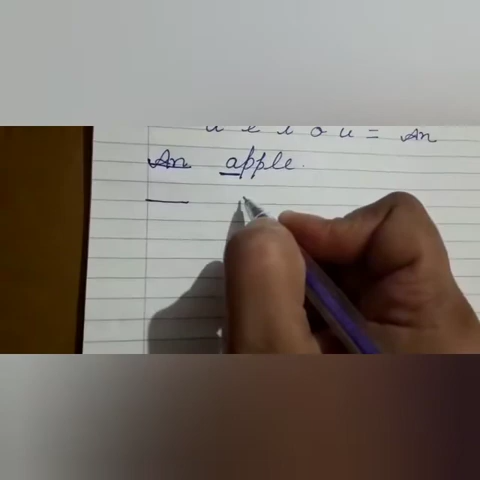 a e i o u = An
An apple.